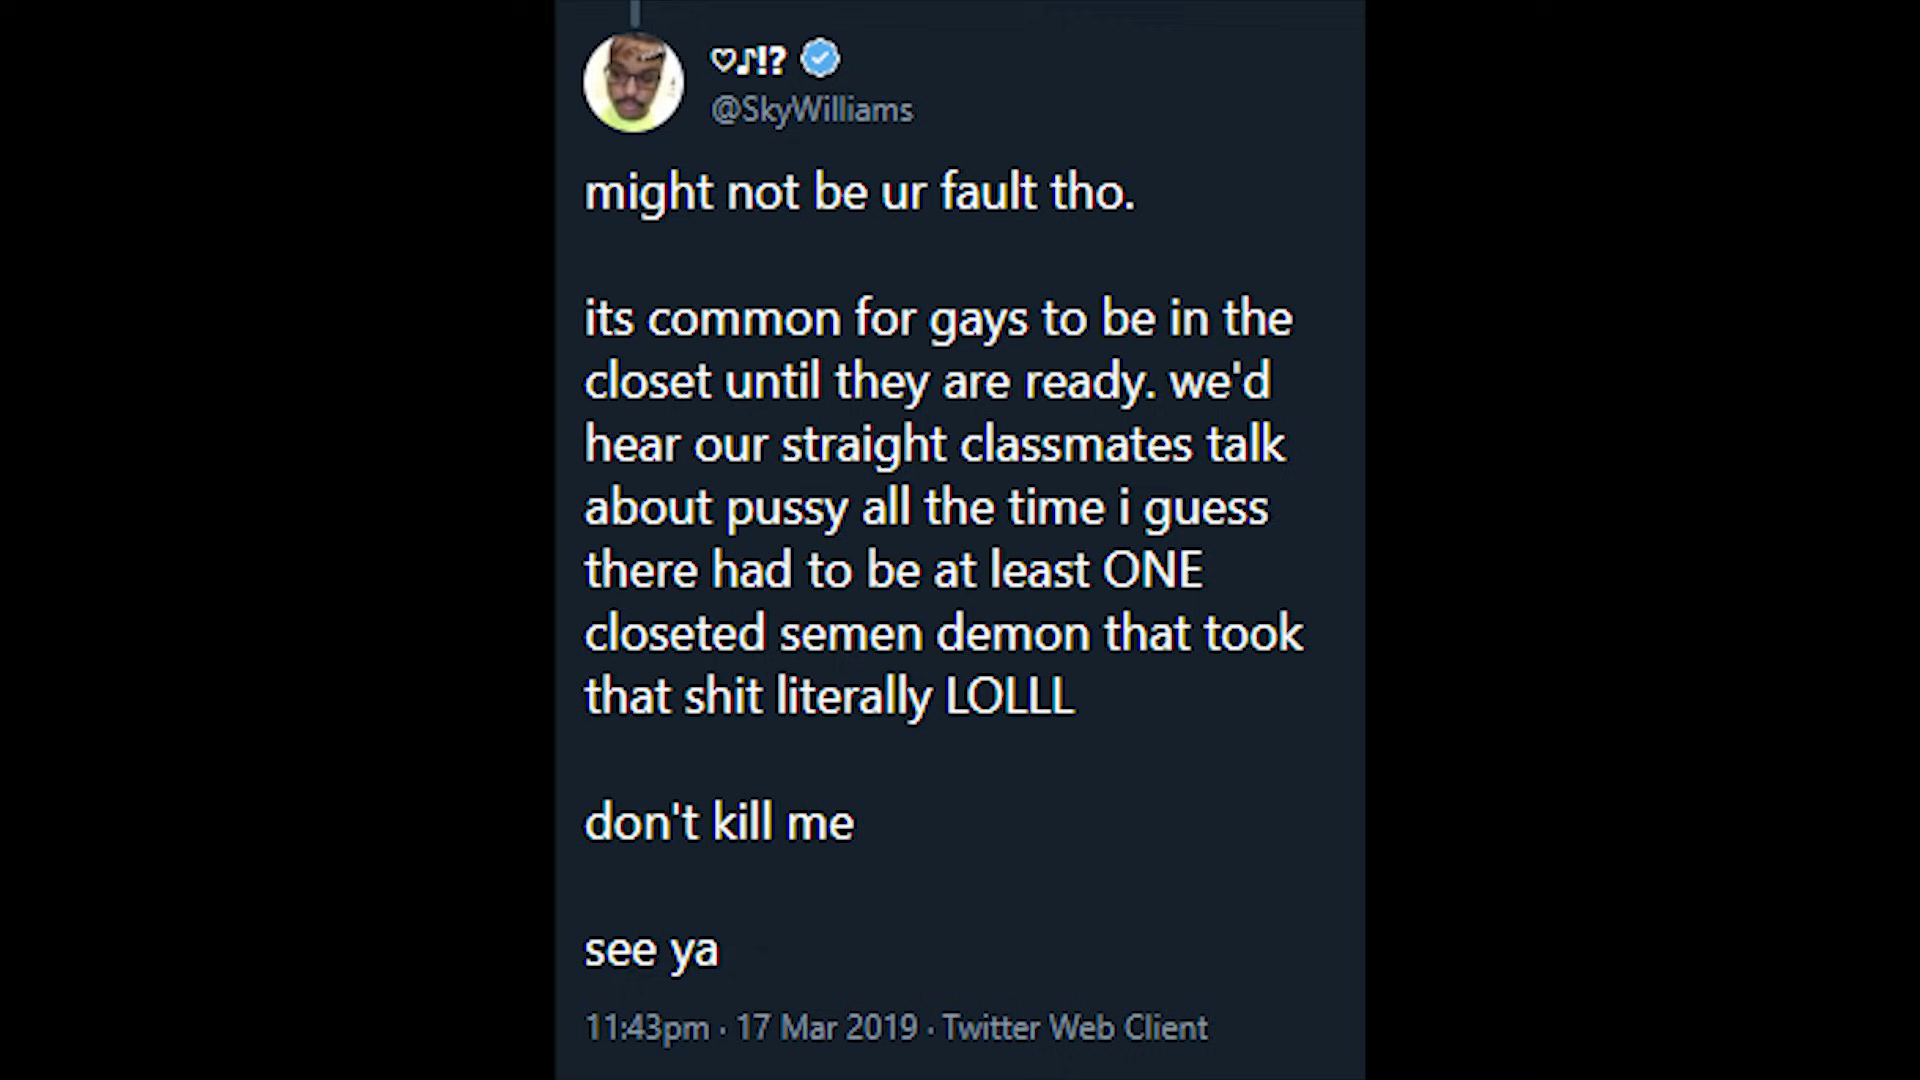 ♡♪!?
@SkyWilliams
might not be ur fault tho.
its common for gays to be in the
closet until they are ready. we'd
hear our straight classmates talk
about pussy all the time i guess
there had to be at least ONE
closeted semen demon that took
that shit literally LOLLL
don't kill me
see ya
11:43pm · 17 Mar 2019 · Twitter Web Client